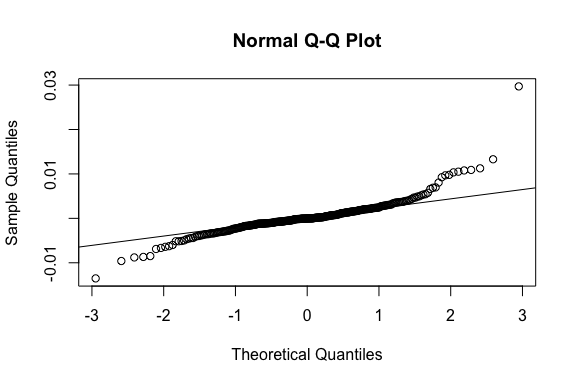 Normal Q-Q Plot
0.03
0.01
-0.01
Sample Quantiles
-3 -2 -1 0 1 2 3
Theoretical Quantiles